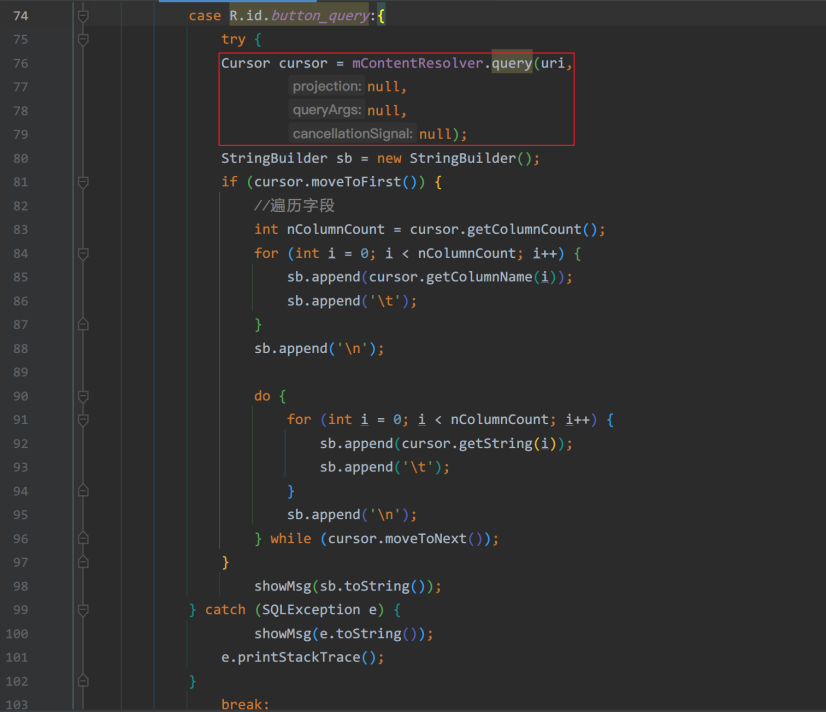 74 case R.id.button_query:{
75 try {
76 Cursor cursor = mContentResolver.query(uri,
77 projection: null,
78 queryArgs: null,
79 cancellationSignal: null);
80 StringBuilder sb = new StringBuilder();
81 if (cursor.moveToFirst()) {
82 //遍历字段
83 int nColumnCount = cursor.getColumnCount();
84 for (int i = 0; i < nColumnCount; i++) {
85 sb.append(cursor.getColumnName(i));
86 sb.append('\t');
87 }
88 sb.append('\n');
89
90 do {
91 for (int i = 0; i < nColumnCount; i++) {
92 sb.append(cursor.getString(i));
93 sb.append('\t');
94 }
95 sb.append('\n');
96 } while (cursor.moveToNext());
97 }
98 showMsg(sb.toString());
99 } catch (SQLException e) {
100 showMsg(e.toString());
101 e.printStackTrace();
102 }
103 break;